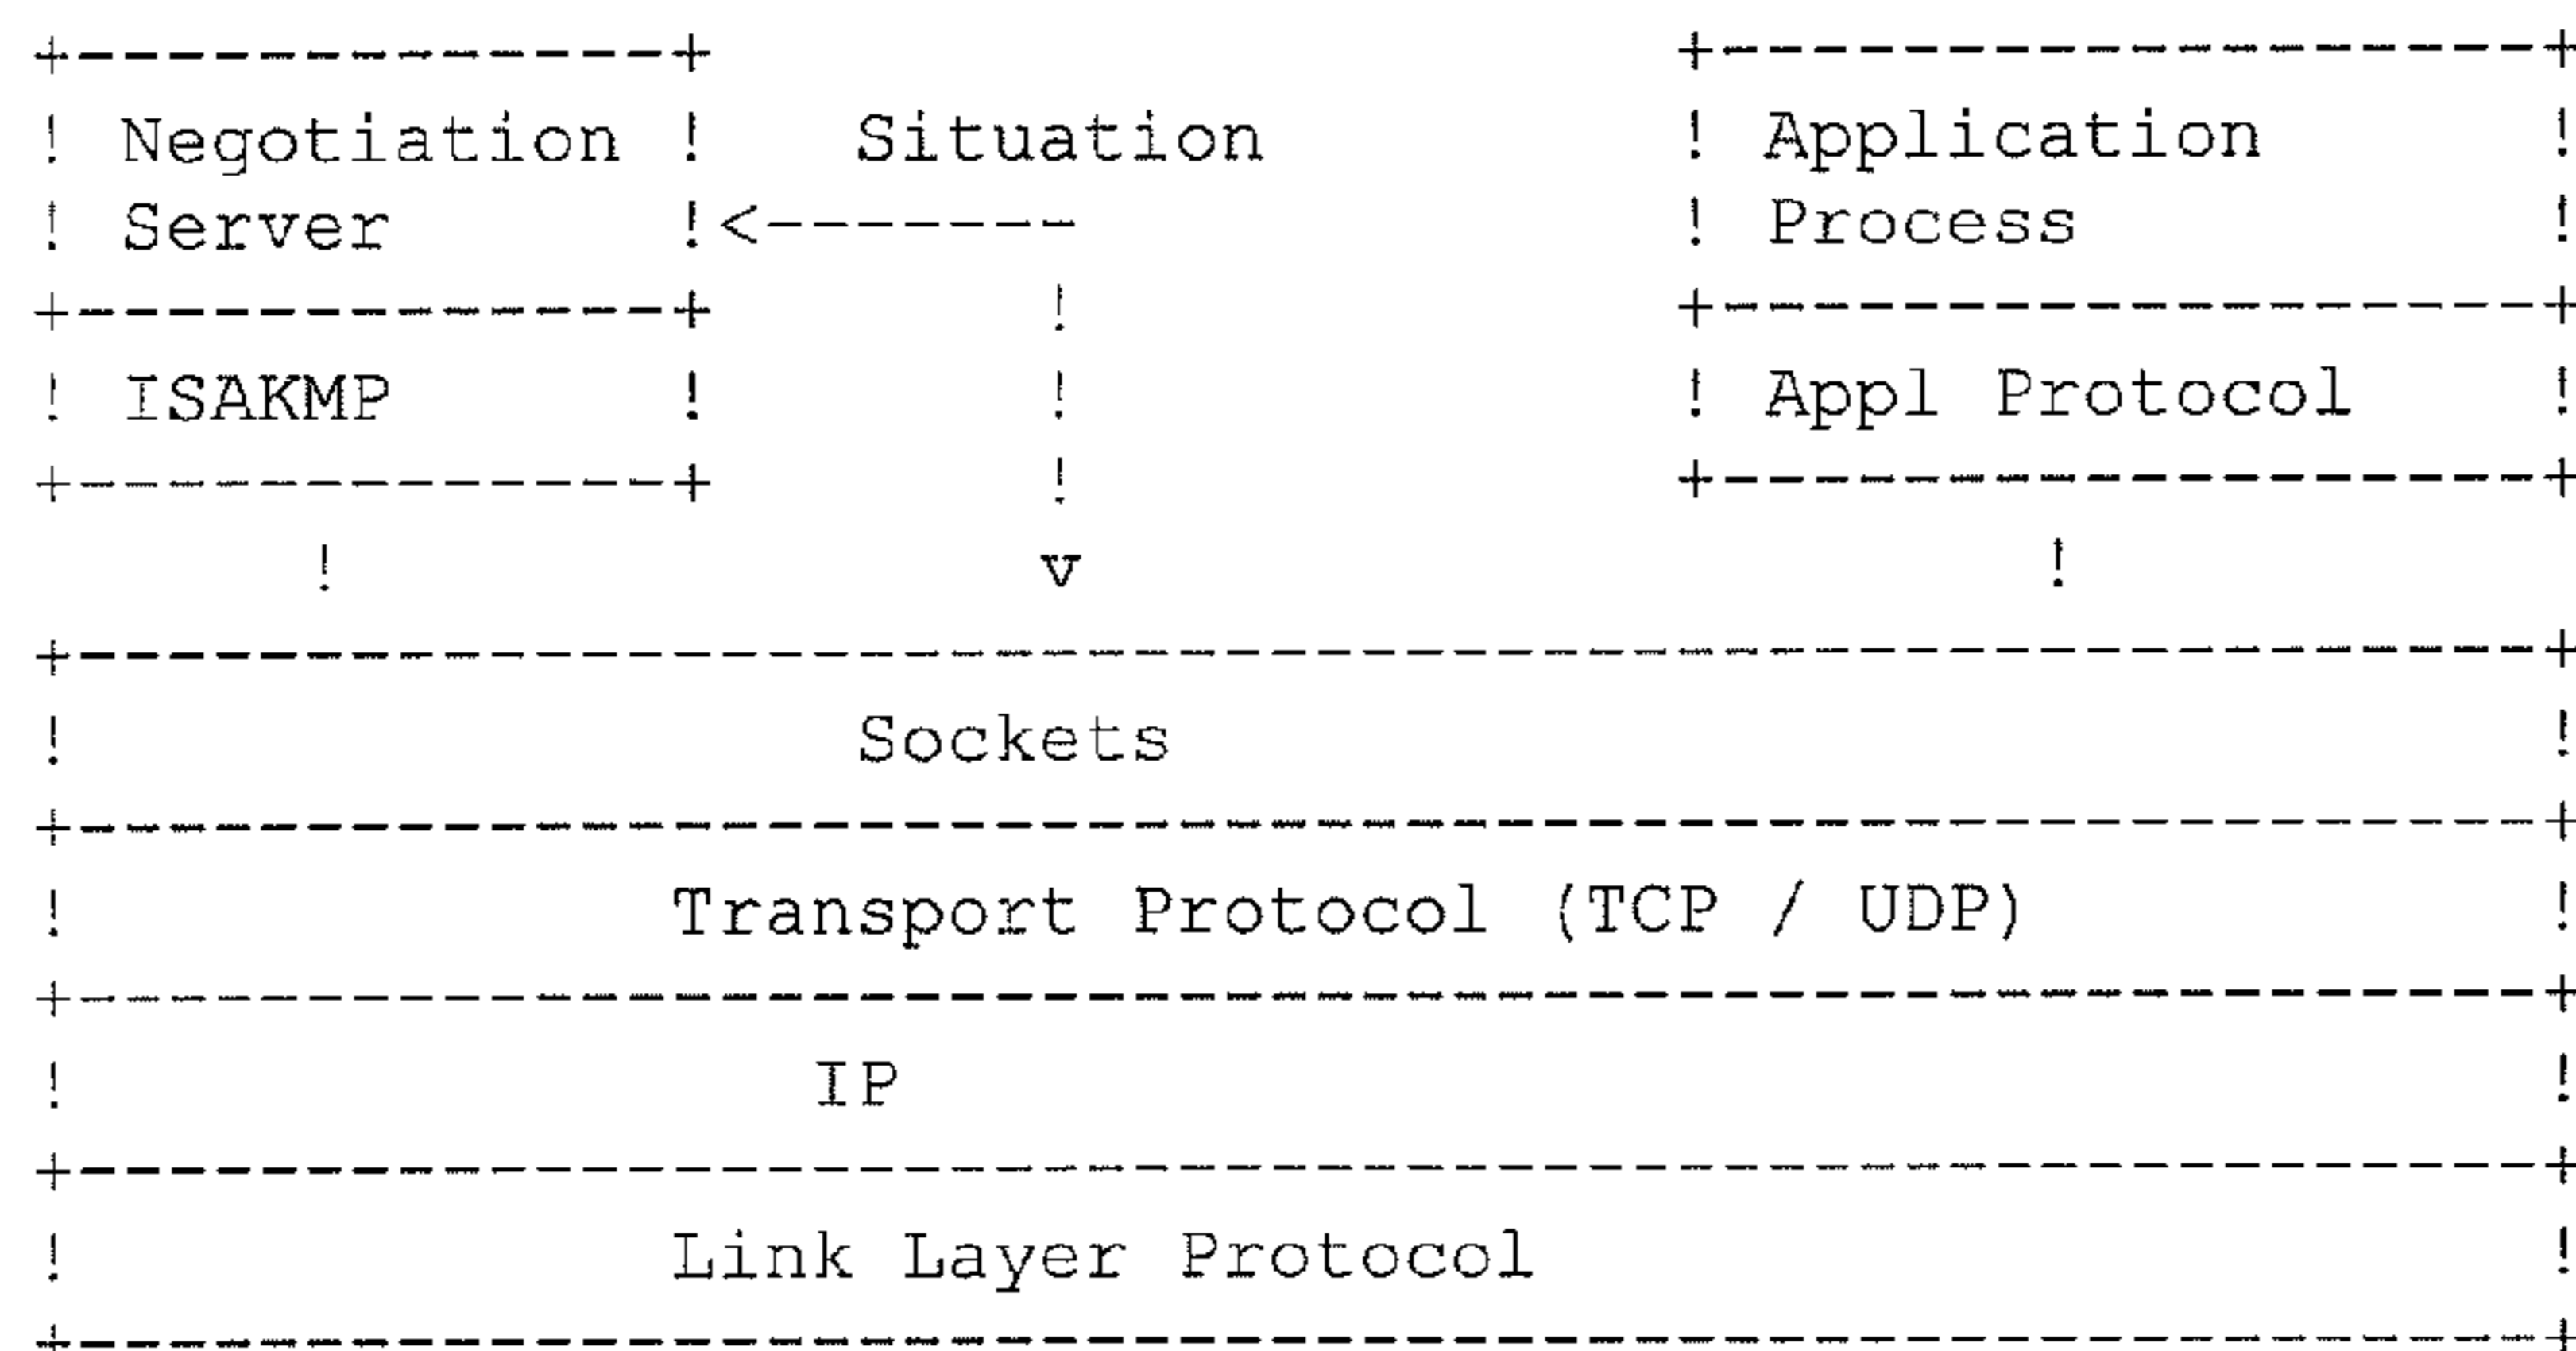 +--------------+                     +-------------------+
! Negotiation !   Situation         ! Application       !
! Server      !<-------             ! Process           !
+--------------+       !             +-------------------+
! ISAKMP      !       !             ! Appl Protocol     !
+--------------+       !             +-------------------+
      !               v                     !
+------------------------------------------------------+
!                 Sockets                              !
+------------------------------------------------------+
!             Transport Protocol (TCP / UDP)           !
+------------------------------------------------------+
!                IP                                    !
+------------------------------------------------------+
!             Link Layer Protocol                      !
+------------------------------------------------------+